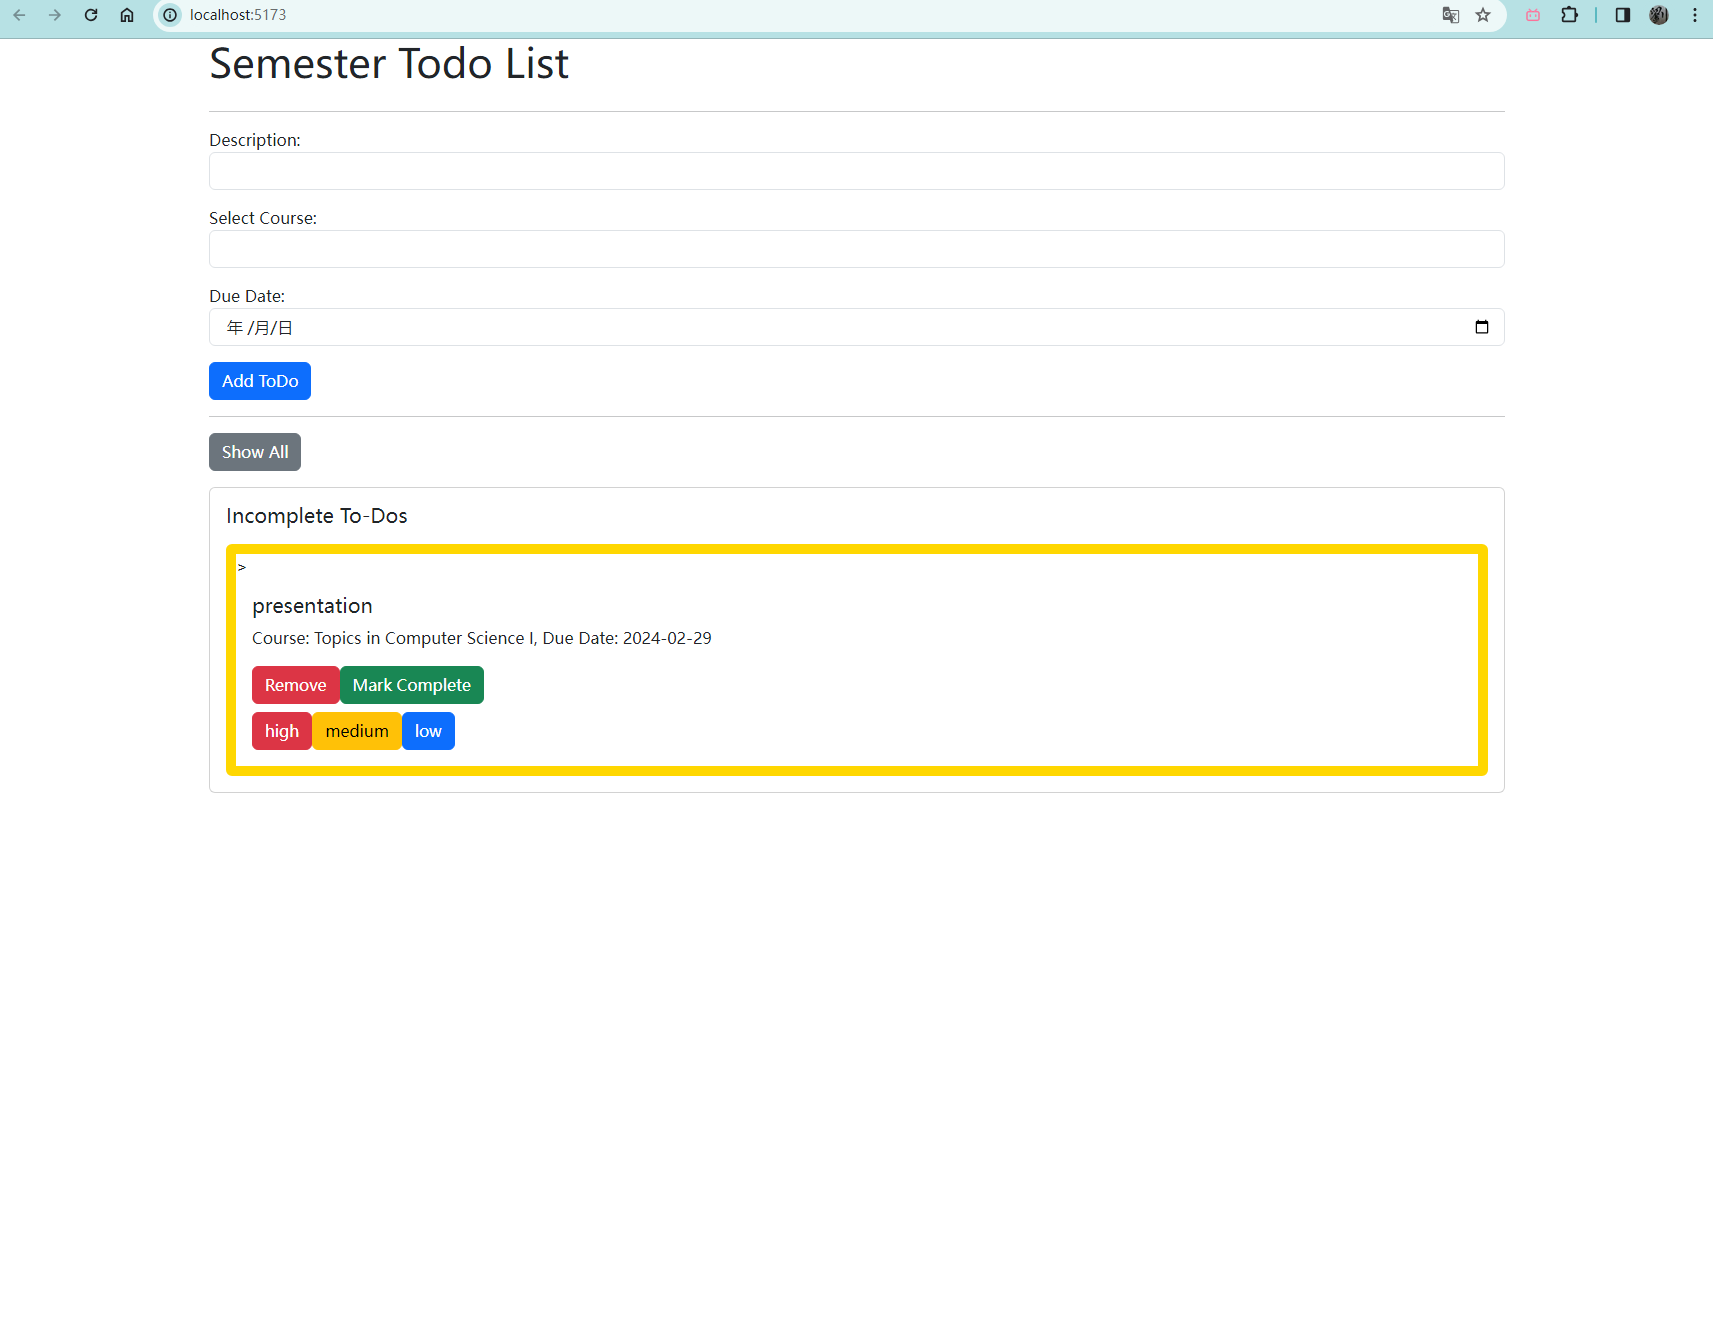 localhost:5173
Semester Todo List
Description:
Select Course:
Due Date:
年 /月/日
Add ToDo
Show All
Incomplete To-Dos
>
presentation
Course: Topics in Computer Science I, Due Date: 2024-02-29
Remove Mark Complete
high medium low